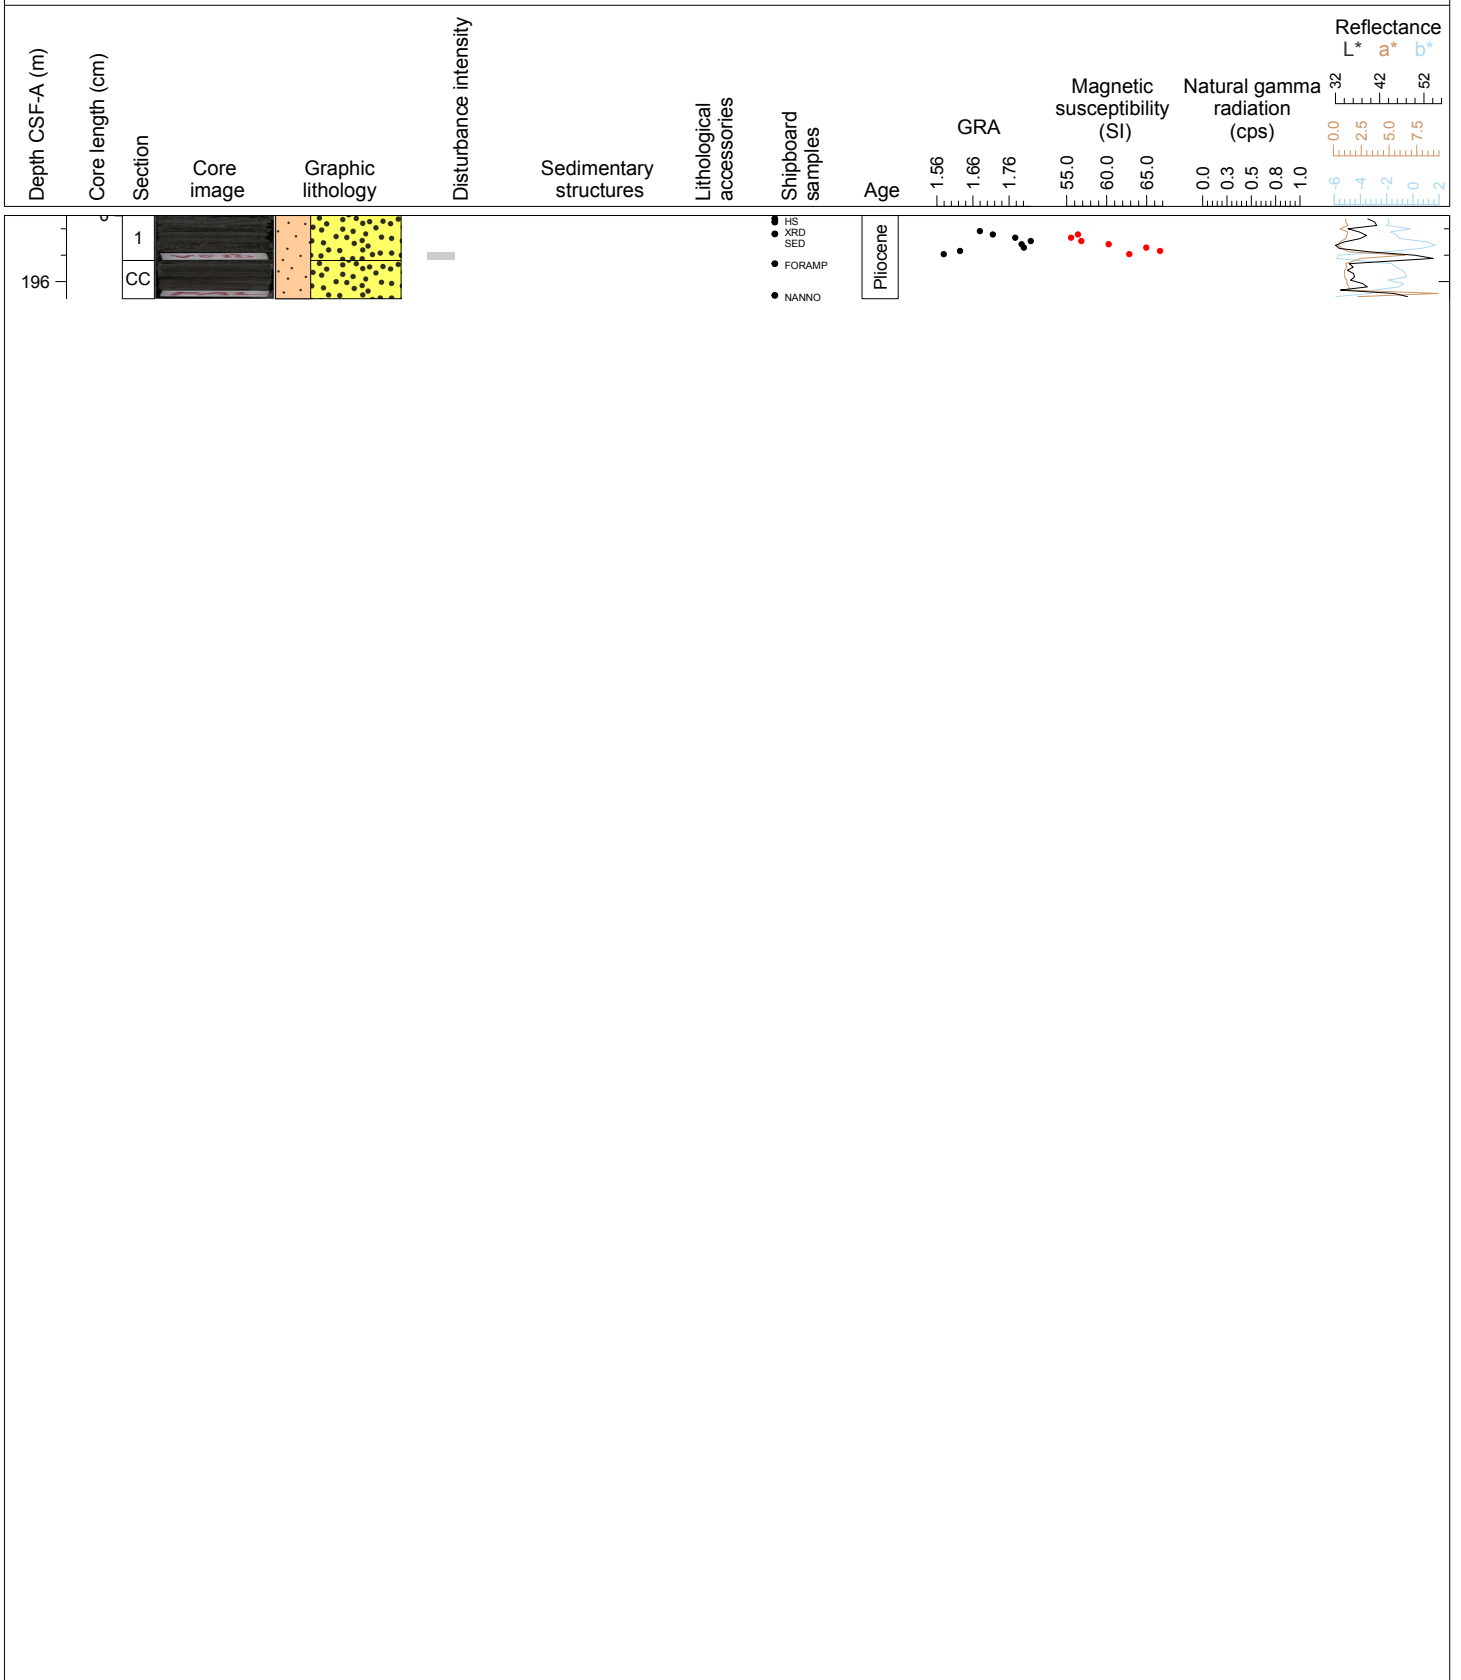 Depth CSF-A (m)
Core length (cm)
Section
Core
image
Graphic
lithology
Disturbance intensity
Sedimentary
structures
Lithological
accessories
Shipboard
samples
Age
GRA
1.56
1.66
1.76
Magnetic
susceptibility
(SI)
55.0
60.0
65.0
Natural gamma
radiation
(cps)
0.0
0.3
0.5
0.8
1.0
Reflectance
L* a* b*
32
42
52
0.0
2.5
5.0
7.5
-6
-4
-2
0
2
196
1
CC
HS
XRD
SED
FORAMP
NANNO
Pliocene